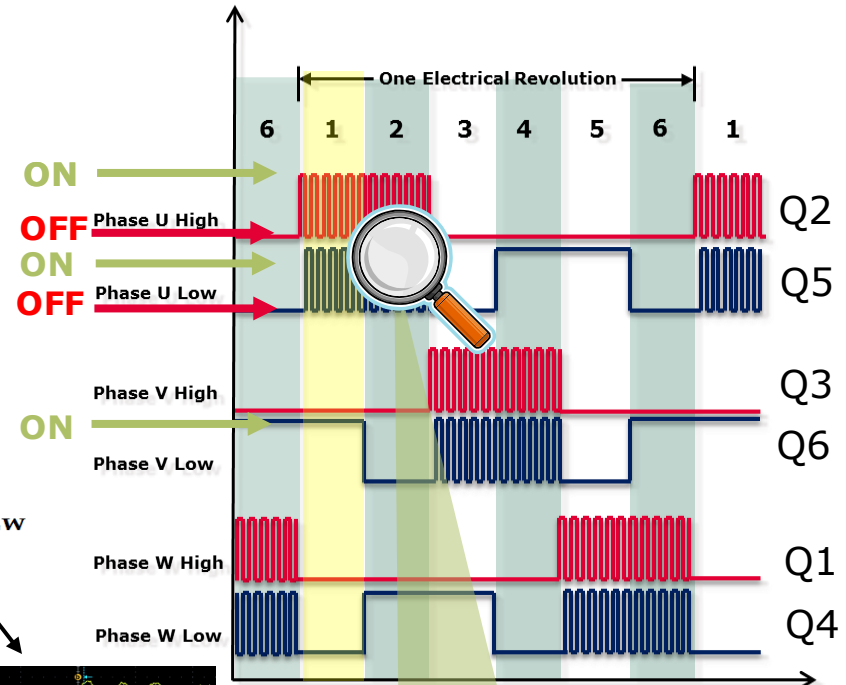 One Electrical Revolution
6 1 2 3 4 5 6 1
ON
Phase U High
OFF
Q2
ON
Phase U Low
OFF
Q5
Phase V High
Q3
ON
Phase V Low
Q6
Phase W High
Q1
Phase W Low
Q4